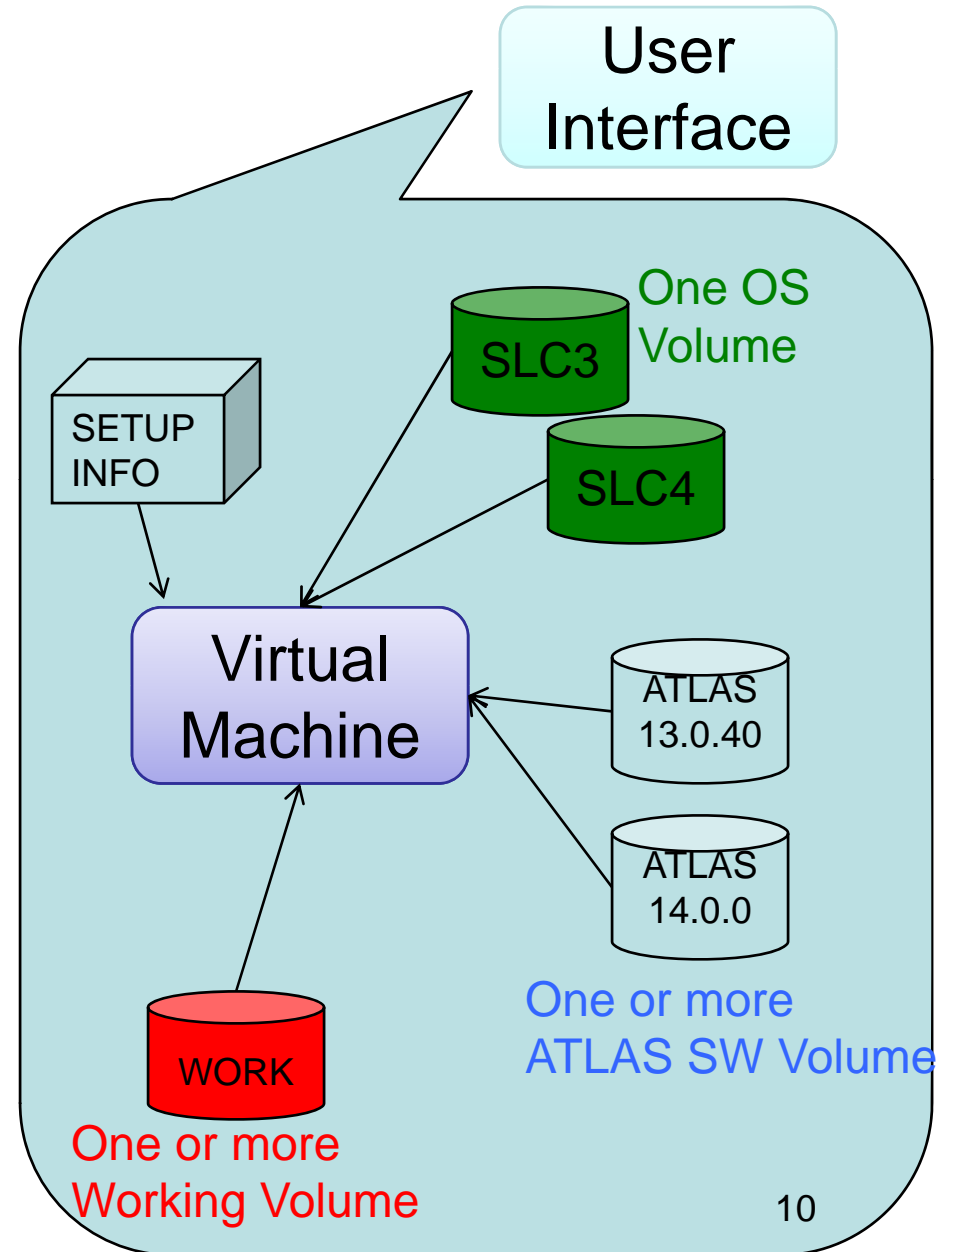 User
Interface
One OS
Volume
SLC3
SLC4
SETUP
INFO
Virtual
Machine
ATLAS
13.0.40
ATLAS
14.0.0
One or more
ATLAS SW Volume
WORK
One or more
Working Volume
10